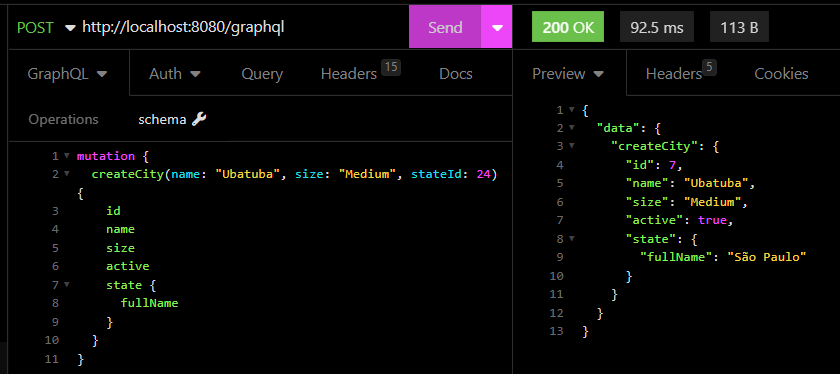 POST http://localhost:8080/graphql Send 200 OK 92.5 ms 113 B
GraphQL Auth Query Headers 15 Docs
Preview Headers 5 Cookies
Operations schema
1 mutation {
2 createCity(name: "Ubatuba", size: "Medium", stateId: 24)
{
3 id
4 name
5 size
6 active
7 state {
8 fullName
9 }
10 }
11 }
1 {
2 "data": {
3 "createCity": {
4 "id": 7,
5 "name": "Ubatuba",
6 "size": "Medium",
7 "active": true,
8 "state": {
9 "fullName": "São Paulo"
10 }
11 }
12 }
13 }